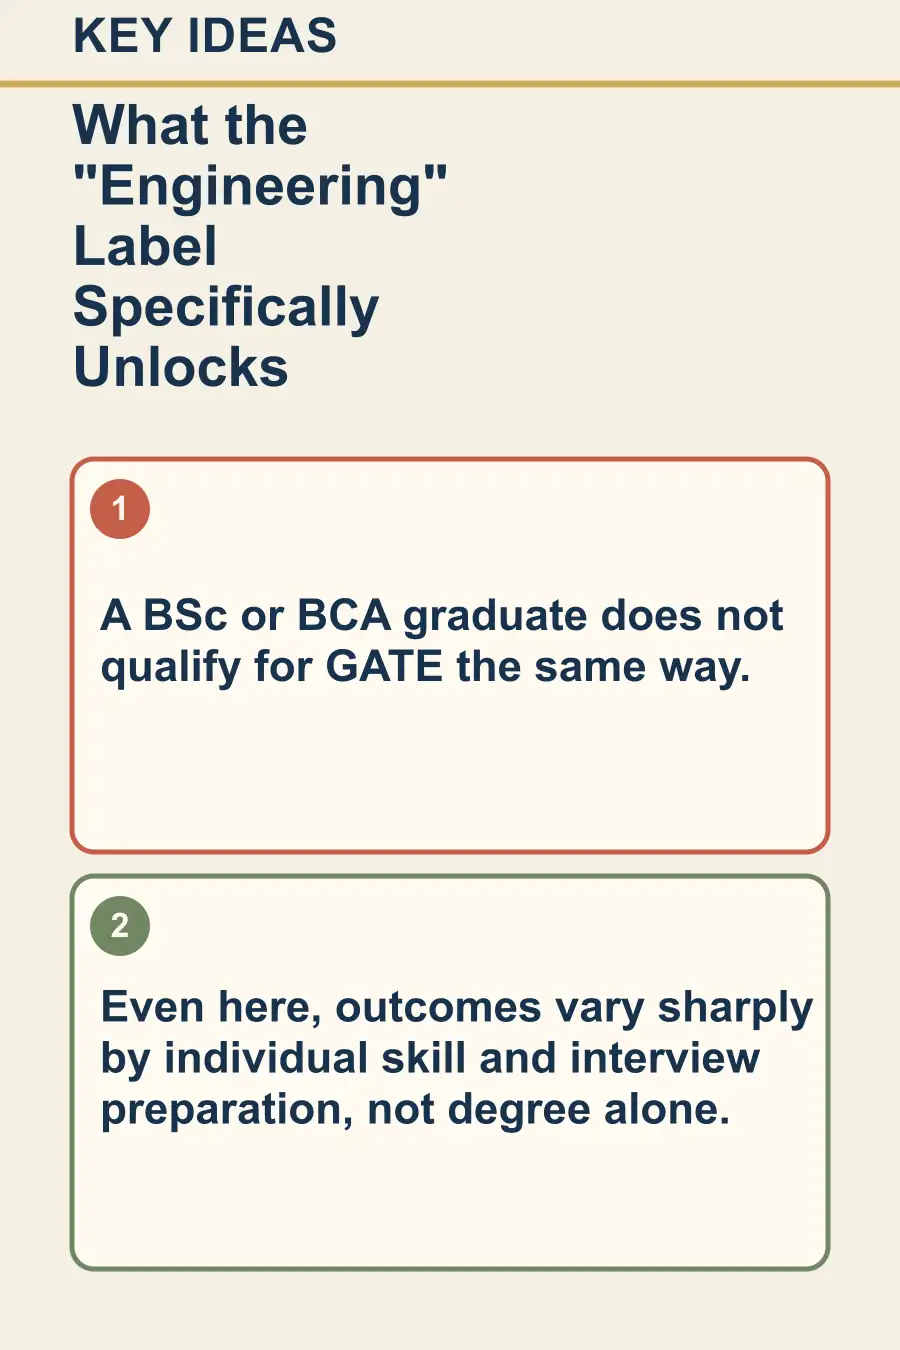 KEY IDEAS
What the
"Engineering"
Label
Specifically
Unlocks
1
A BSc or BCA graduate does not
qualify for GATE the same way.
2
Even here, outcomes vary sharply
by individual skill and interview
preparation, not degree alone.